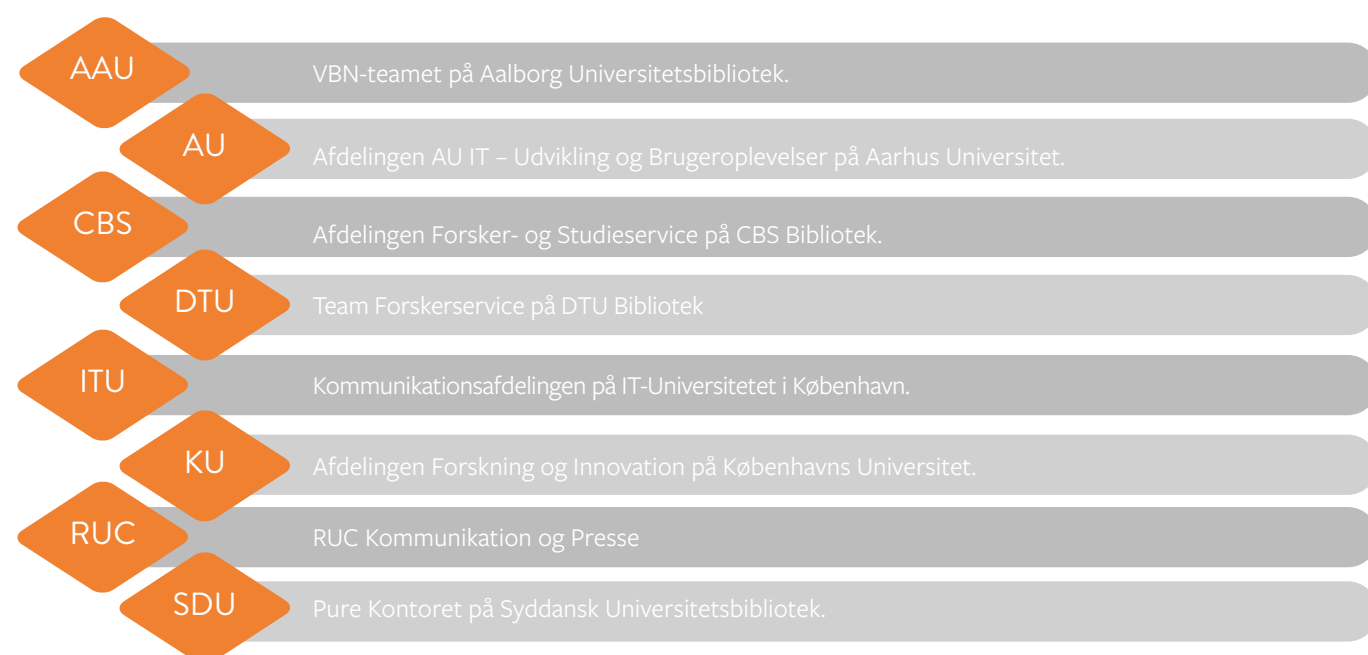 AAU
VBN-teamet på Aalborg Universitetsbibliotek.
AU
Afdelingen AU IT – Udvikling og Brugeroplevelser på Aarhus Universitet.
CBS
Afdelingen Forsker- og Studieservice på CBS Bibliotek.
DTU
Team Forskerservice på DTU Bibliotek
ITU
Kommunikationsafdelingen på IT-Universitetet i København.
KU
Afdelingen Forskning og Innovation på Københavns Universitet.
RUC
RUC Kommunikation og Presse
SDU
Pure Kontoret på Syddansk Universitetsbibliotek.